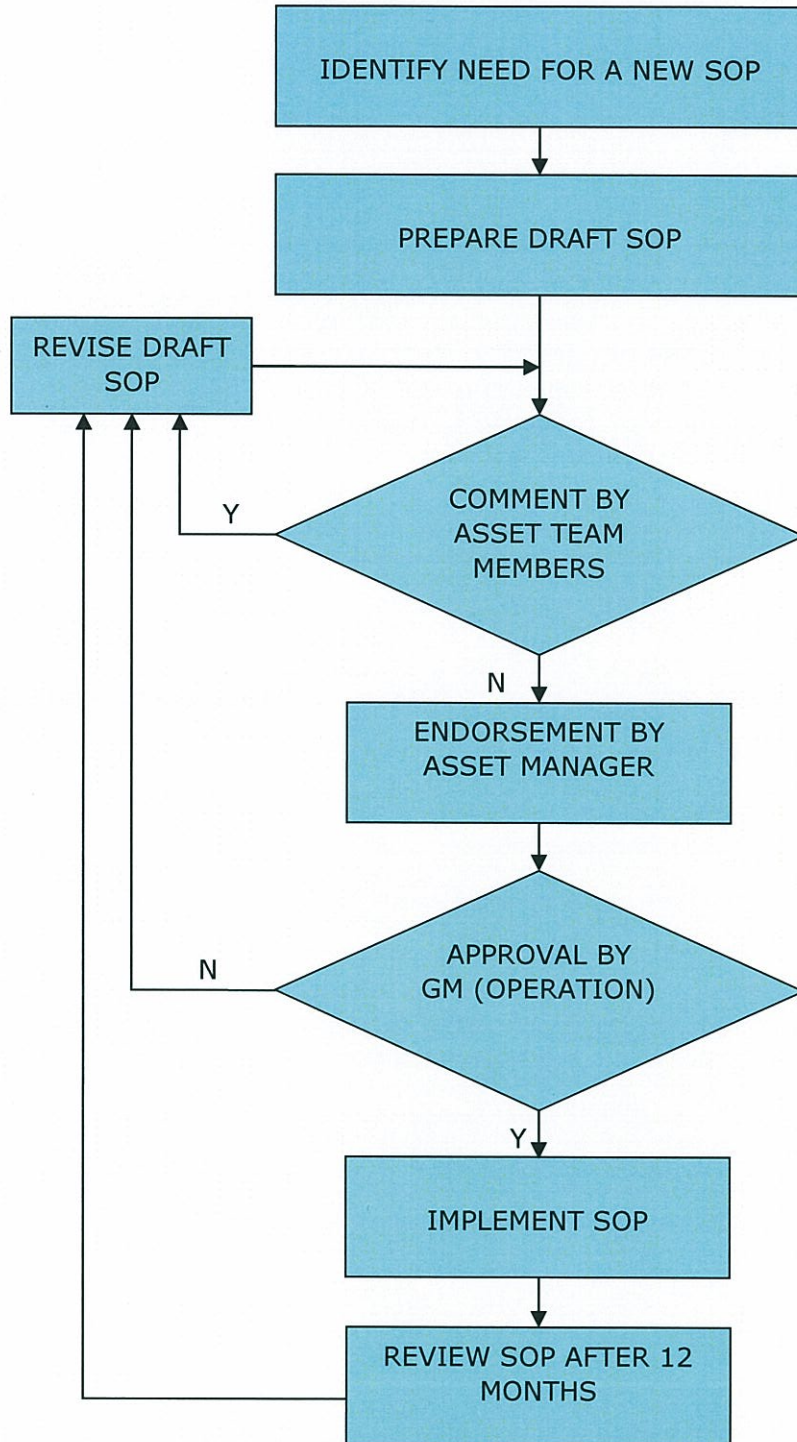 IDENTIFY NEED FOR A NEW SOP
PREPARE DRAFT SOP
REVISE DRAFT
SOP
COMMENT BY
ASSET TEAM
MEMBERS
Y
N
ENDORSEMENT BY
ASSET MANAGER
APPROVAL BY
GM (OPERATION)
N
Y
IMPLEMENT SOP
REVIEW SOP AFTER 12
MONTHS